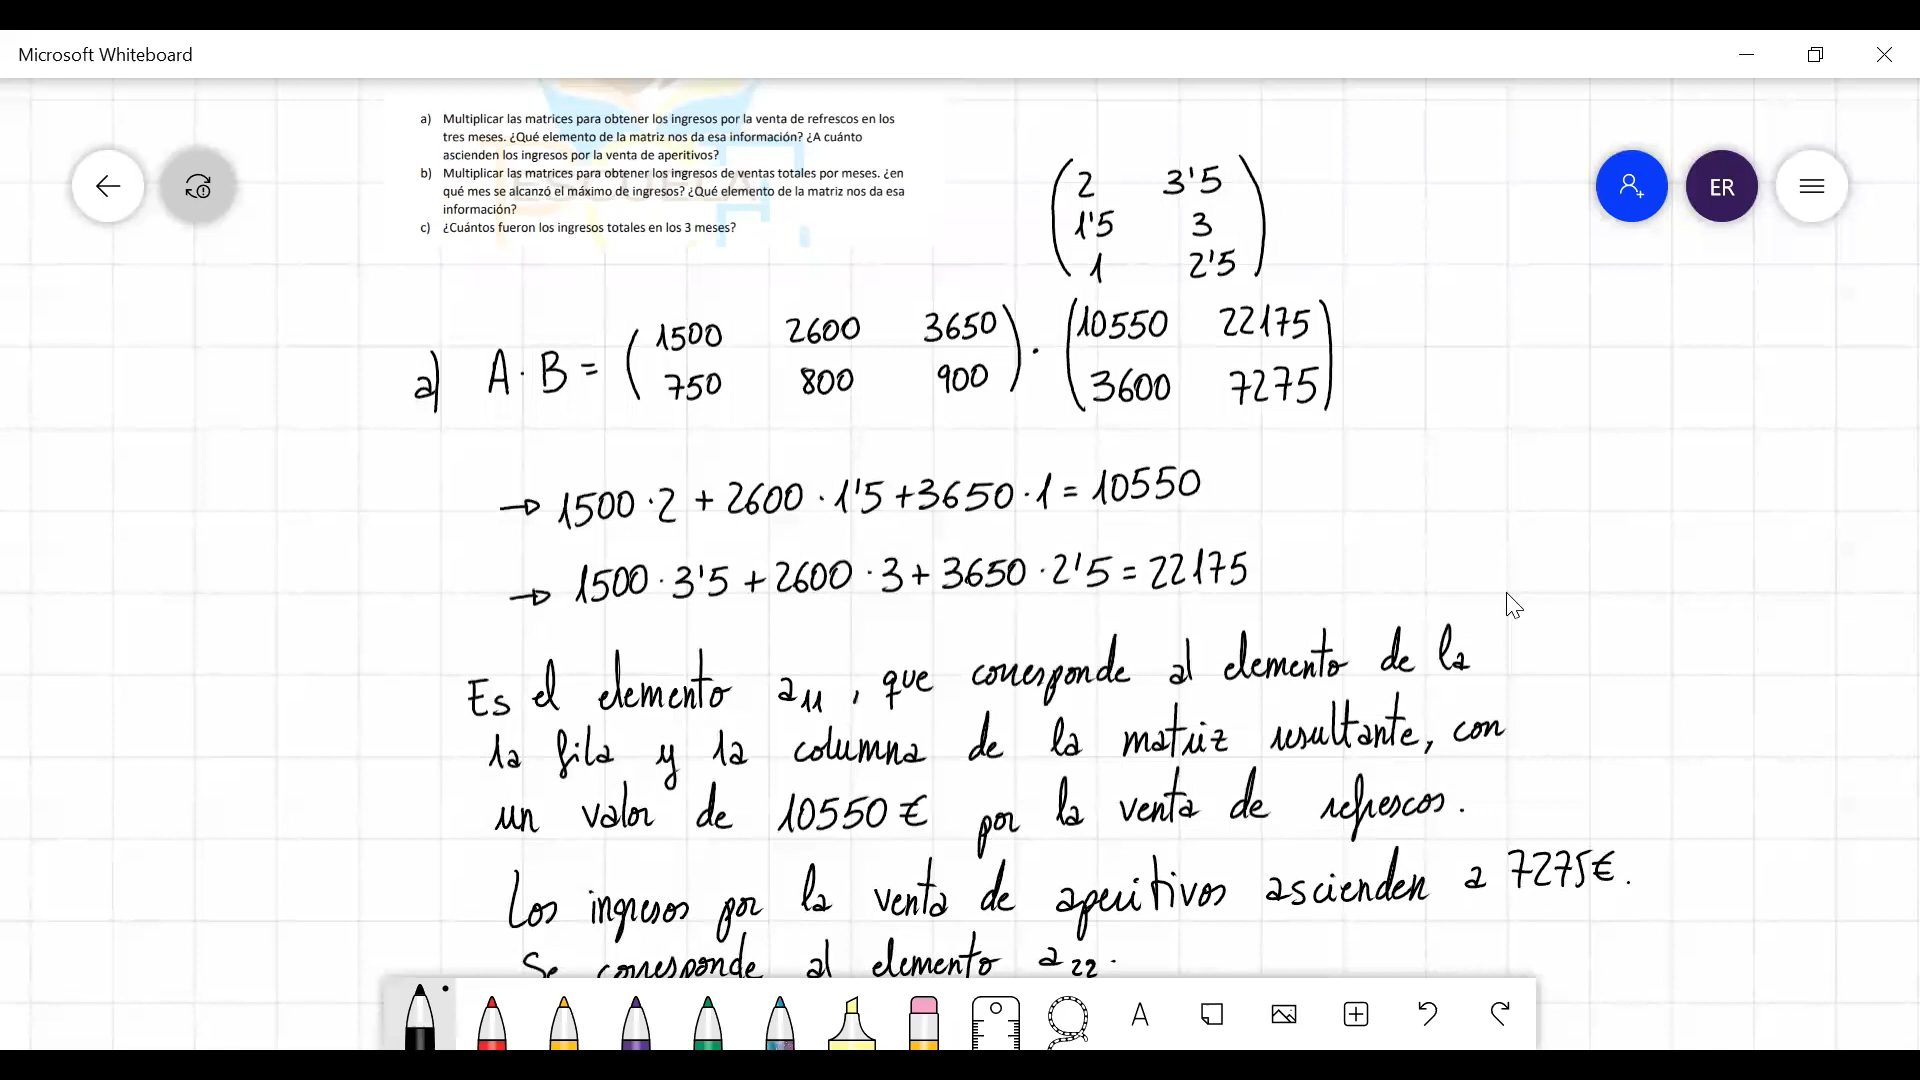 Microsoft Whiteboard
a) Multiplicar las matrices para obtener los ingresos por la venta de refrescos en los
tres meses. ¿Qué elemento de la matriz nos da esa información? ¿A cuánto
ascienden los ingresos por la venta de aperitivos?
b) Multiplicar las matrices para obtener los ingresos de ventas totales por meses. ¿en
qué mes se alcanzó el máximo de ingresos? ¿Qué elemento de la matriz nos da esa
información?
c) ¿Cuántos fueron los ingresos totales en los 3 meses?
ESCUELA
ER
2 3'5
1'5 3
1 2'5
a) A · B = ( 1500 2600 3650 ) · ( 10550 22175 )
750 800 900 3600 7275
→ 1500 · 2 + 2600 · 1'5 + 3650 · 1 = 10550
→ 1500 · 3'5 + 2600 · 3 + 3650 · 2'5 = 22175
Es el elemento a11, que corresponde al elemento de la
1a fila y 1a columna de la matriz resultante, con
un valor de 10550 € por la venta de refrescos.
Los ingresos por la venta de aperitivos ascienden a 7275€.
Se corresponde al elemento a22.
A